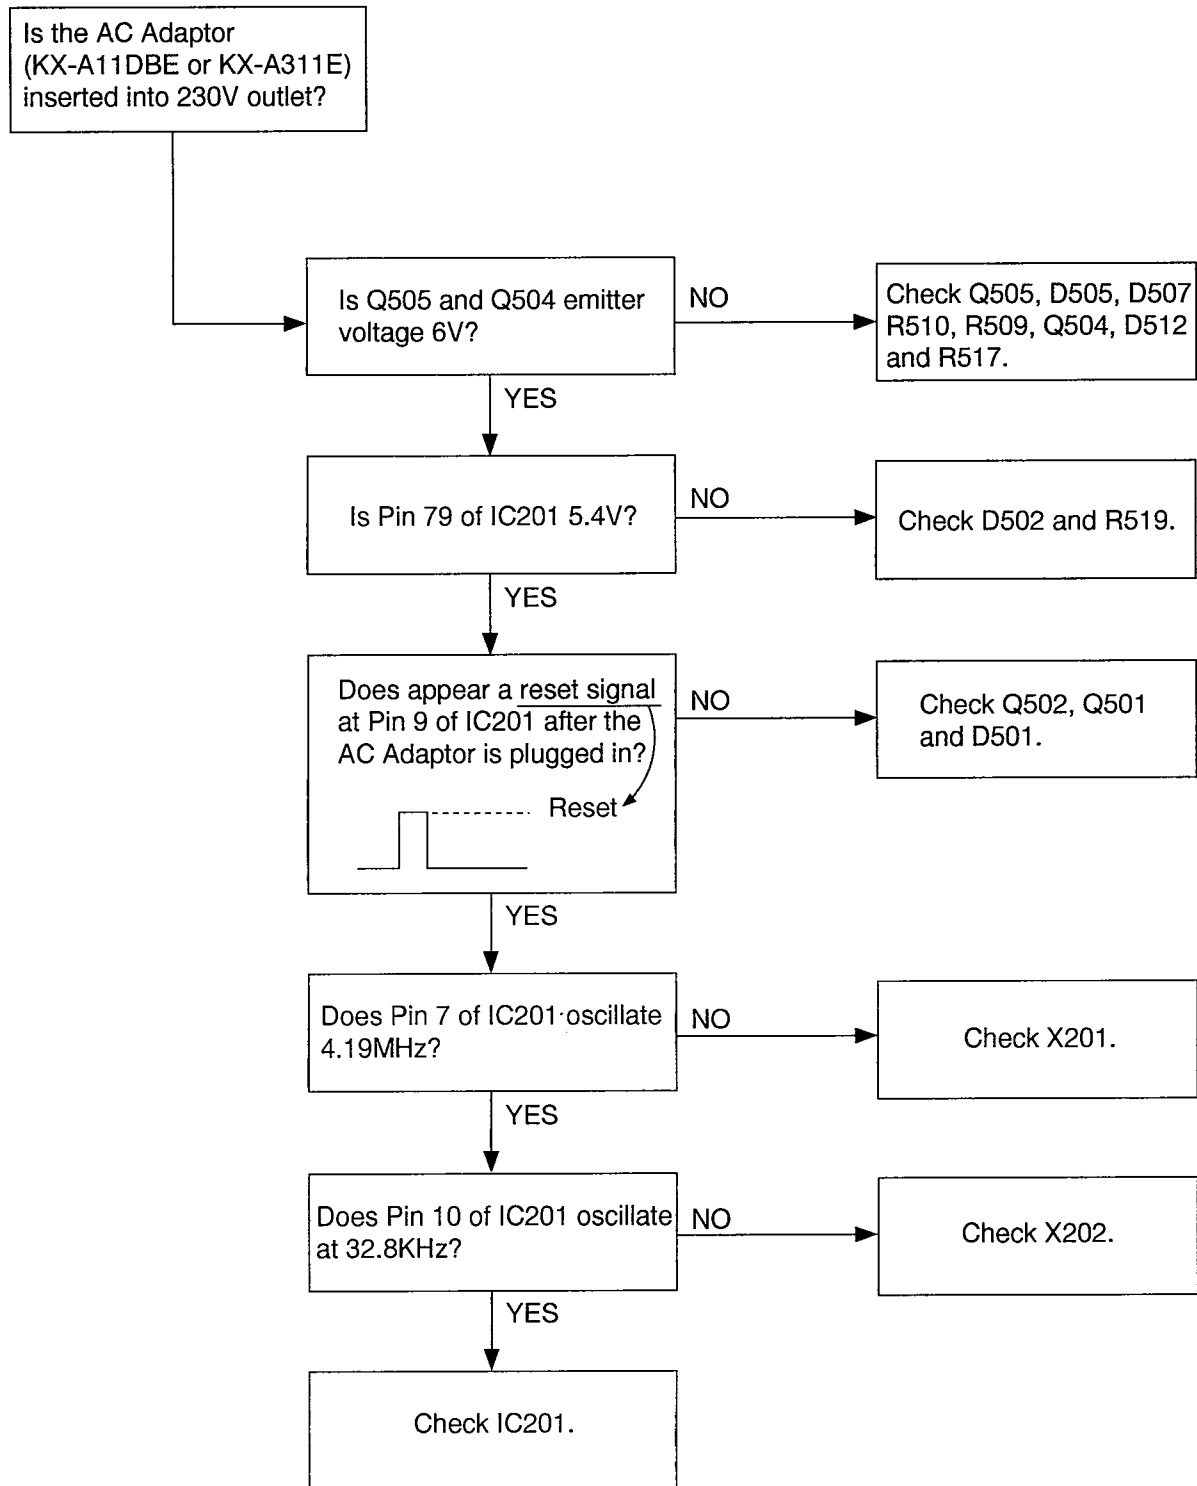 Is the AC Adaptor
(KX-A11DBE or KX-A311E)
inserted into 230V outlet?
Is Q505 and Q504 emitter
voltage 6V?
NO
Check Q505, D505, D507
R510, R509, Q504, D512
and R517.
YES
Is Pin 79 of IC201 5.4V?
NO
Check D502 and R519.
YES
Does appear a reset signal
at Pin 9 of IC201 after the
AC Adaptor is plugged in?
Reset
NO
Check Q502, Q501
and D501.
YES
Does Pin 7 of IC201 oscillate
4.19MHz?
NO
Check X201.
YES
Does Pin 10 of IC201 oscillate
at 32.8KHz?
NO
Check X202.
YES
Check IC201.